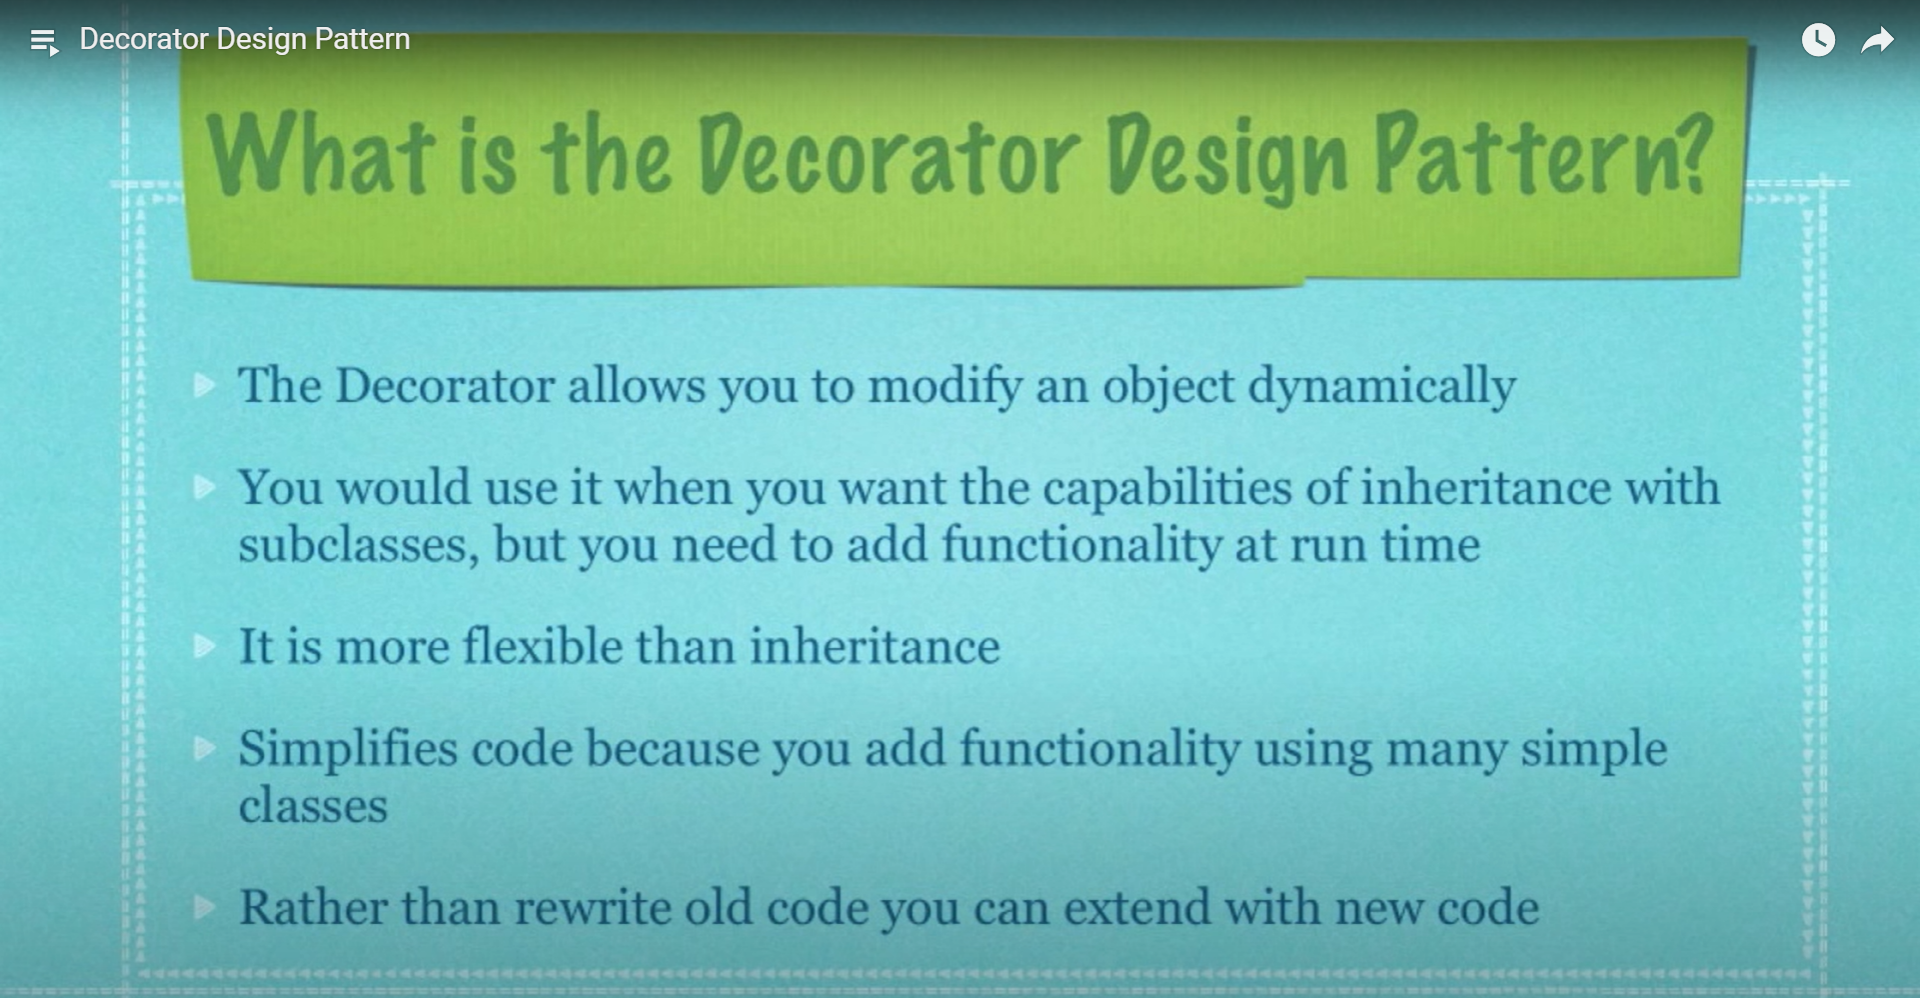 Decorator Design Pattern
What is the Decorator Design Pattern?
The Decorator allows you to modify an object dynamically
You would use it when you want the capabilities of inheritance with
subclasses, but you need to add functionality at run time
It is more flexible than inheritance
Simplifies code because you add functionality using many simple
classes
Rather than rewrite old code you can extend with new code